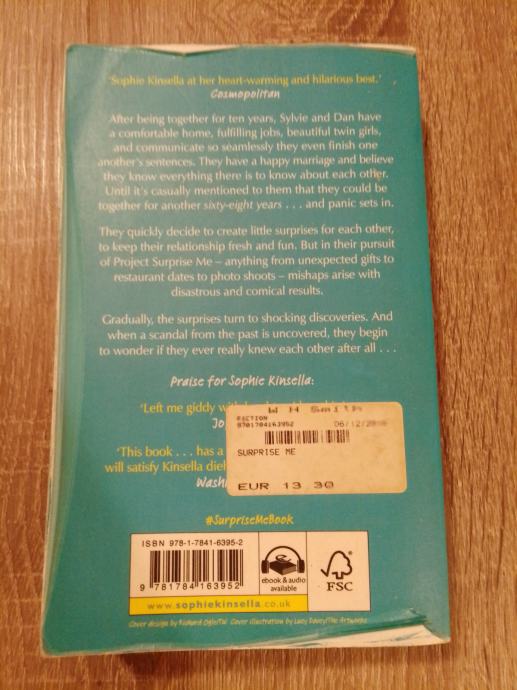 'Sophie Kinsella at her heart-warming and hilarious best.'
Cosmopolitan
After being together for ten years, Sylvie and Dan have
a comfortable home, fulfilling jobs, beautiful twin girls,
and communicate so seamlessly they even finish one
another's sentences. They have a happy marriage and believe
they know everything there is to know about each other.
Until it's casually mentioned to them that they could be
together for another sixty-eight years . . . and panic sets in.
They quickly decide to create little surprises for each other,
to keep their relationship fresh and fun. But in their pursuit
of Project Surprise Me – anything from unexpected gifts to
restaurant dates to photo shoots – mishaps arise with
disastrous and comical results.
Gradually, the surprises turn to shocking discoveries. And
when a scandal from the past is uncovered, they begin
to wonder if they ever really knew each other after all . . .
Praise for Sophie Kinsella:
'Left me giddy
W H Smith
FICTION
9781784163952 06/12/
SURPRISE ME
EUR 13.30
'This book . . . has a
will satisfy Kinsella
#SurpriseMeBook
ISBN 978-1-7841-6395-2
9 781784 163952
ebook & audio
available
FSC
www.sophiekinsella.co.uk
Cover design by Richard Ogle/TW Cover illustration by Lucy Davey/The Artworks